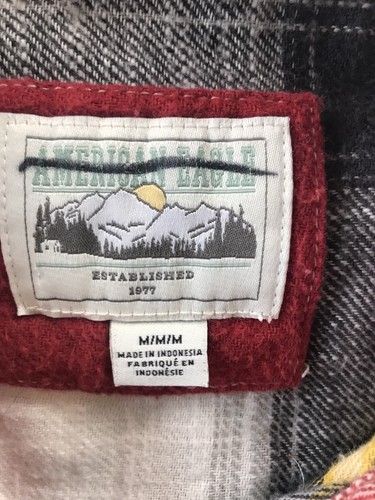 AMERICAN EAGLE
ESTABLISHED
1977
M/M/M
MADE IN INDONESIA
FABRIQUÉ EN
INDONÉSIE